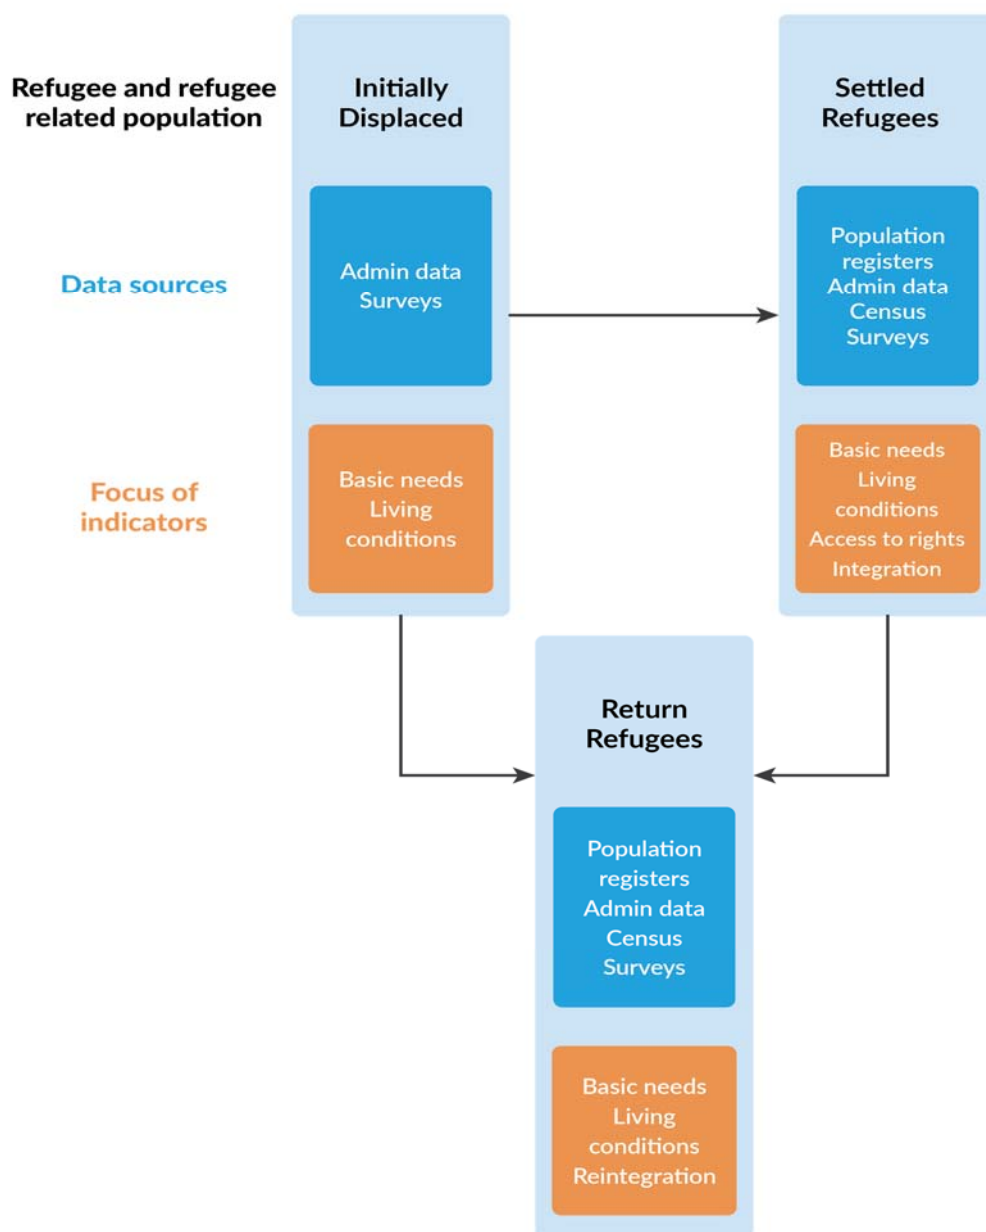 Refugee and refugee
related population
Initially
Displaced
Settled
Refugees
Data sources
Admin data
Surveys
Population
registers
Admin data
Census
Surveys
Focus of
indicators
Basic needs
Living
conditions
Basic needs
Living
conditions
Access to rights
Integration
Return
Refugees
Population
registers
Admin data
Census
Surveys
Basic needs
Living
conditions
Reintegration